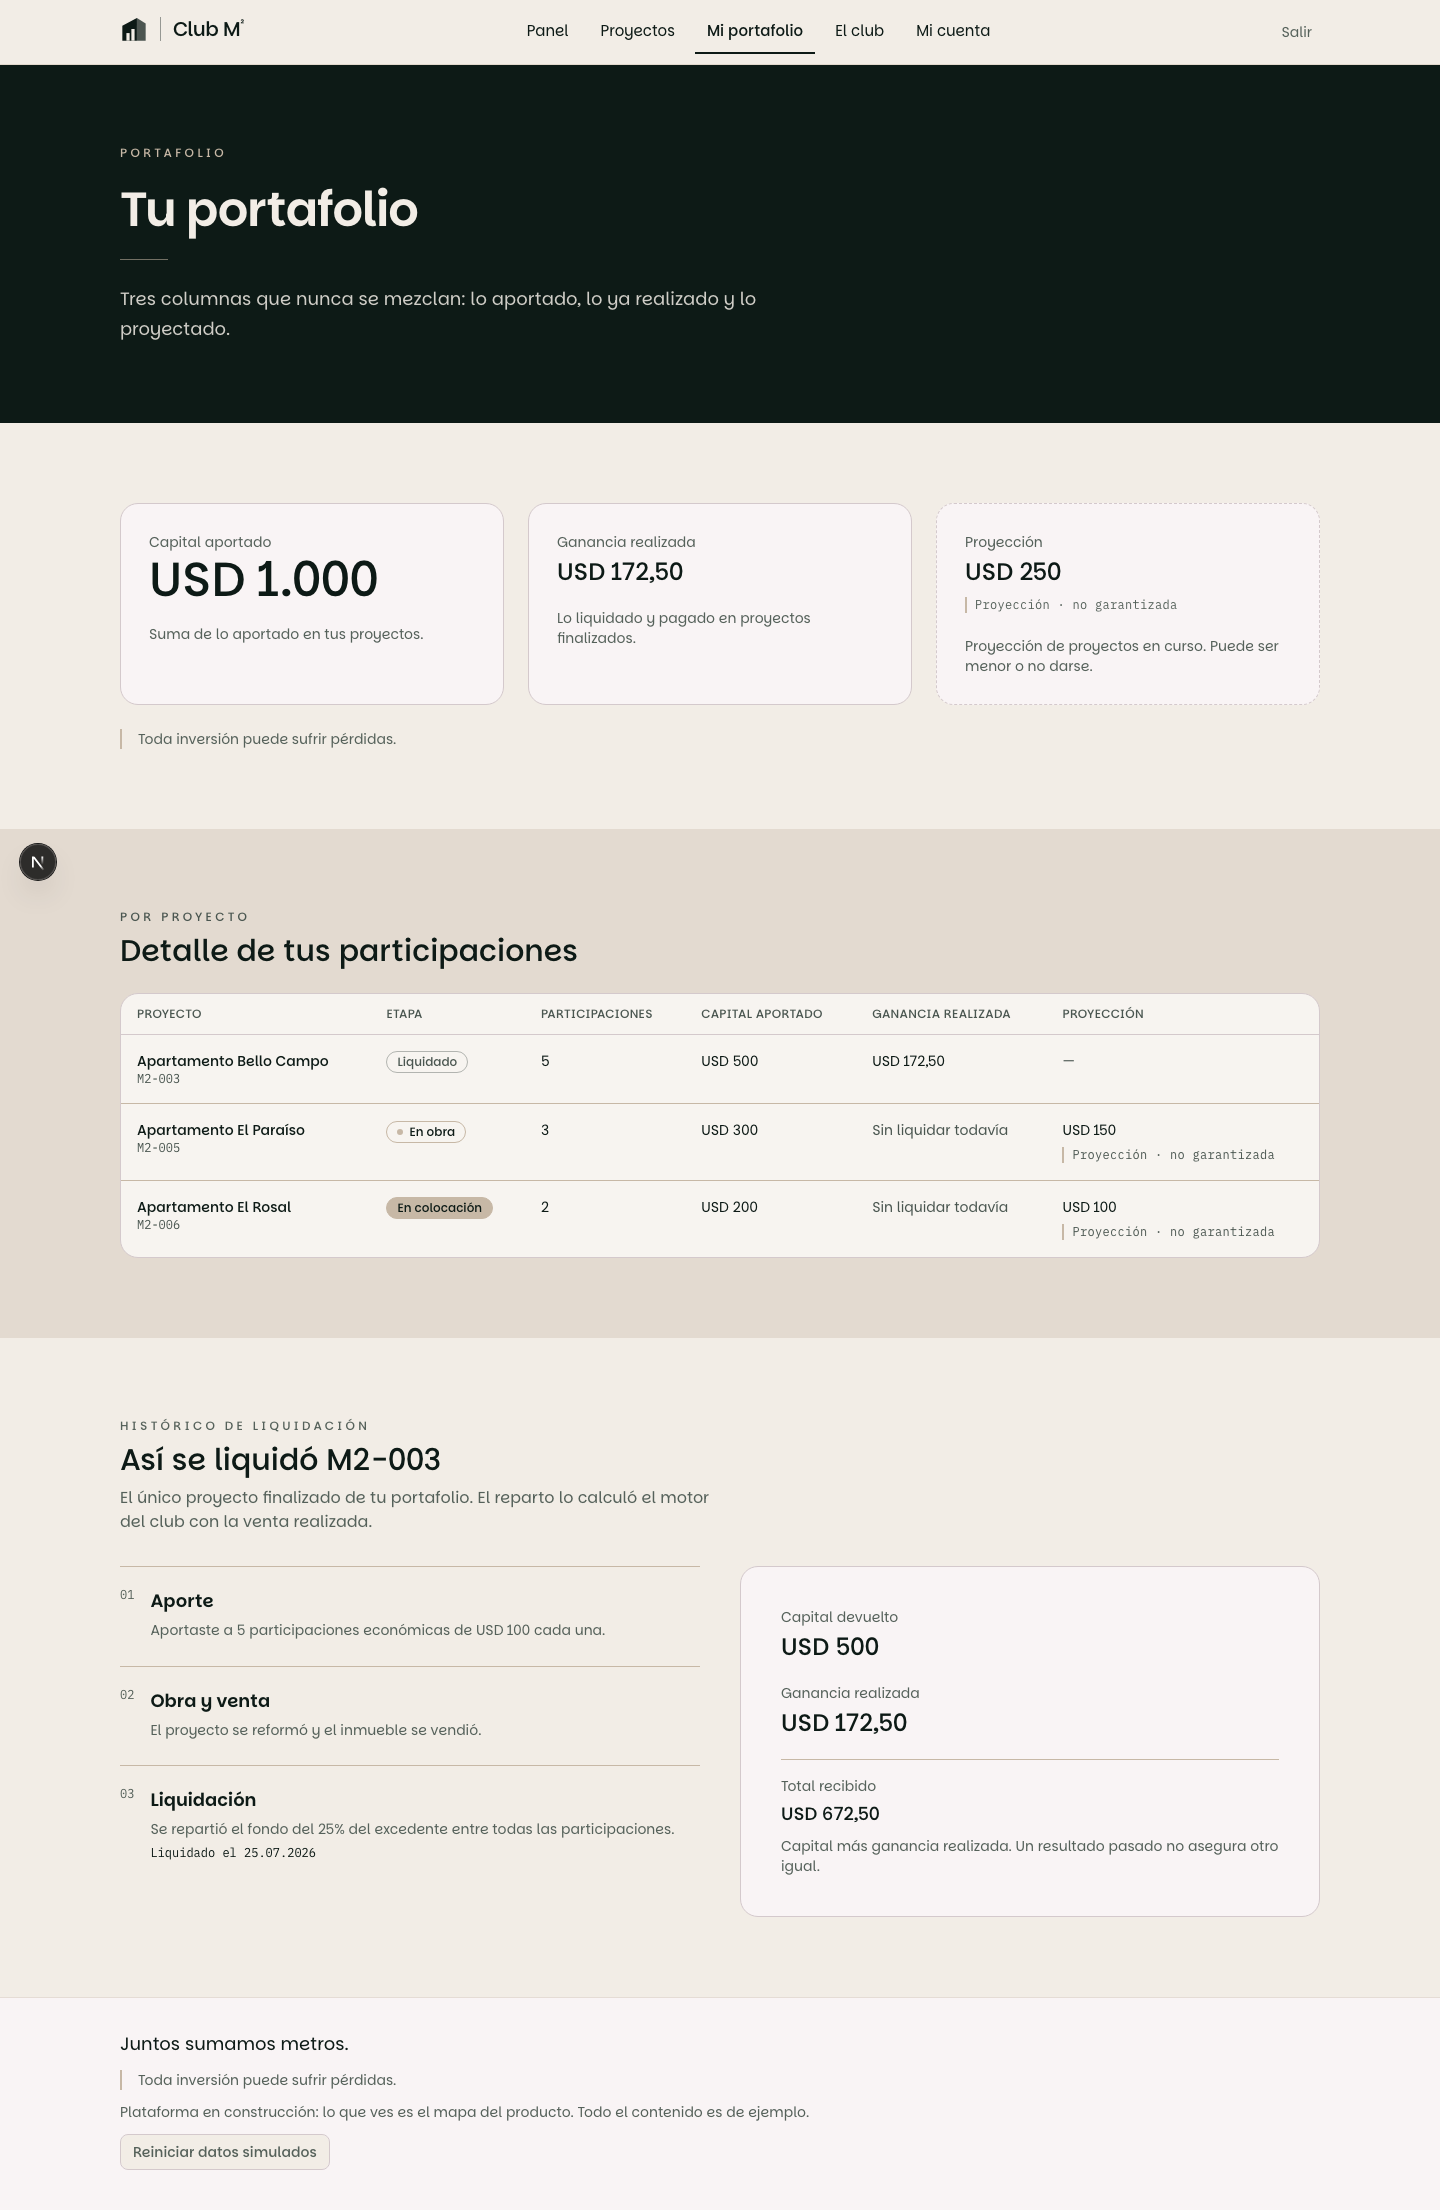 Club M²
Panel
Proyectos
Mi portafolio
El club
Mi cuenta
Salir
PORTAFOLIO
Tu portafolio
Tres columnas que nunca se mezclan: lo aportado, lo ya realizado y lo
proyectado.
Capital aportado
USD 1.000
Suma de lo aportado en tus proyectos.
Ganancia realizada
USD 172,50
Lo liquidado y pagado en proyectos
finalizados.
Proyección
USD 250
Proyección · no garantizada
Proyección de proyectos en curso. Puede ser
menor o no darse.
Toda inversión puede sufrir pérdidas.
N
POR PROYECTO
Detalle de tus participaciones
PROYECTO ETAPA PARTICIPACIONES CAPITAL APORTADO GANANCIA REALIZADA PROYECCIÓN
Apartamento Bello Campo Liquidado 5 USD 500 USD 172,50 —
M2-003
Apartamento El Paraíso En obra 3 USD 300 Sin liquidar todavía USD 150
M2-005 Proyección · no garantizada
Apartamento El Rosal En colocación 2 USD 200 Sin liquidar todavía USD 100
M2-006 Proyección · no garantizada
HISTÓRICO DE LIQUIDACIÓN
Así se liquidó M2-003
El único proyecto finalizado de tu portafolio. El reparto lo calculó el motor
del club con la venta realizada.
01 Aporte
Aportaste a 5 participaciones económicas de USD 100 cada una.
02 Obra y venta
El proyecto se reformó y el inmueble se vendió.
03 Liquidación
Se repartió el fondo del 25% del excedente entre todas las participaciones.
Liquidado el 25.07.2026
Capital devuelto
USD 500
Ganancia realizada
USD 172,50
Total recibido
USD 672,50
Capital más ganancia realizada. Un resultado pasado no asegura otro
igual.
Juntos sumamos metros.
Toda inversión puede sufrir pérdidas.
Plataforma en construcción: lo que ves es el mapa del producto. Todo el contenido es de ejemplo.
Reiniciar datos simulados